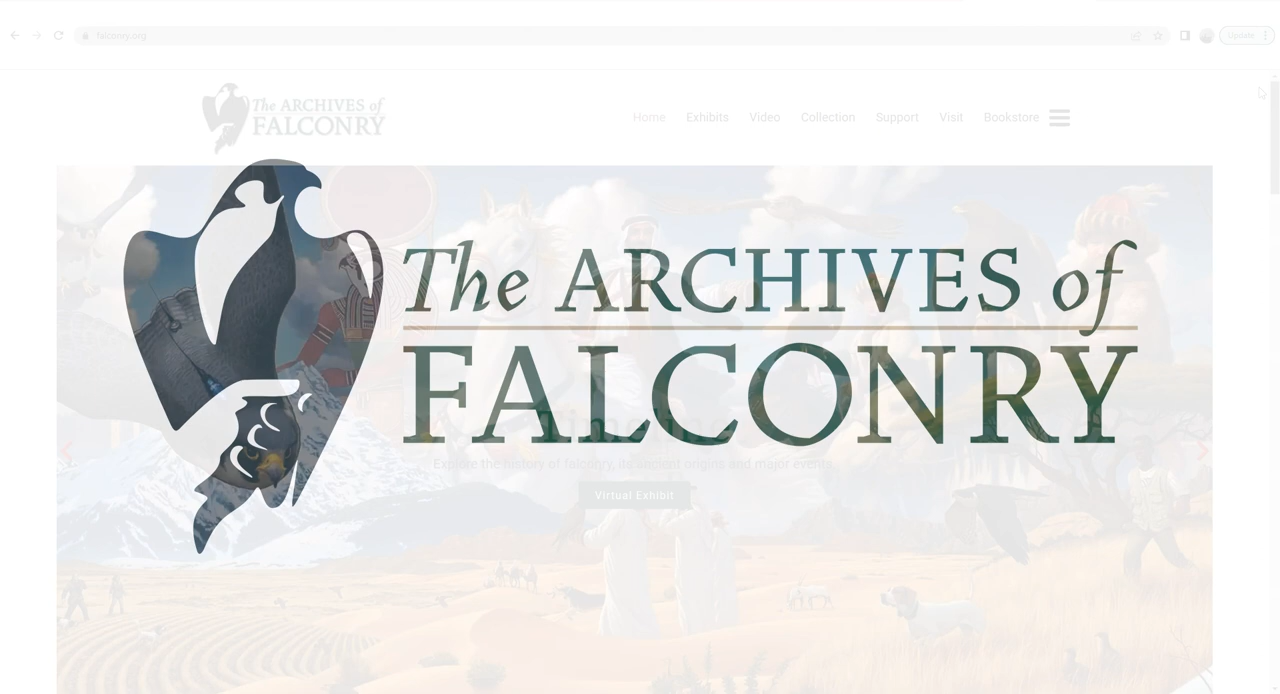 falconry.org
Update
The ARCHIVES of
FALCONRY
Home Exhibits Video Collection Support Visit Bookstore
The ARCHIVES of
FALCONRY
Explore the history of falconry, its ancient origins and major events
Virtual Exhibit